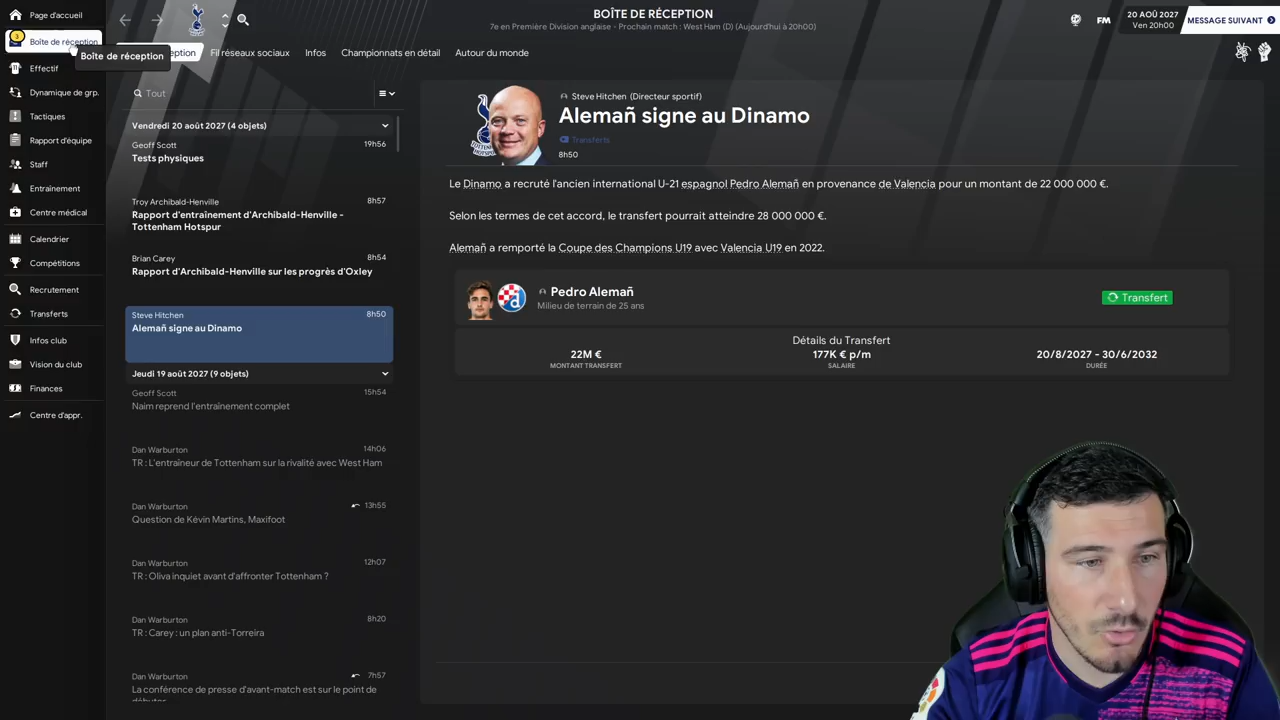 Page d'accueil
3
Boîte de réception
Effectif
Dynamique de grp.
Tactiques
Rapport d'équipe
Staff
Entraînement
Centre médical
Calendrier
Compétitions
Recrutement
Transferts
Infos club
Vision du club
Finances
Centre d'appr.
Boîte de réception
BOÎTE DE RÉCEPTION
7e en Première Division anglaise - Prochain match : West Ham (D) (Aujourd'hui à 20h00)
FM
20 AOÛ 2027
Ven 20h00
MESSAGE SUIVANT
Fil réseaux sociaux
Infos
Championnats en détail
Autour du monde
Tout
Vendredi 20 août 2027 (4 objets)
Geoff Scott 19h56
Tests physiques
Troy Archibald-Henville 8h57
Rapport d'entraînement d'Archibald-Henville -
Tottenham Hotspur
Brian Carey 8h54
Rapport d'Archibald-Henville sur les progrès d'Oxley
Steve Hitchen 8h50
Alemañ signe au Dinamo
Jeudi 19 août 2027 (9 objets)
Geoff Scott 15h54
Naim reprend l'entraînement complet
Dan Warburton 14h06
TR : L'entraîneur de Tottenham sur la rivalité avec West Ham
Dan Warburton 13h55
Question de Kévin Martins, Maxifoot
Dan Warburton 12h07
TR : Oliva inquiet avant d'affronter Tottenham ?
Dan Warburton 8h20
TR : Carey : un plan anti-Torreira
Dan Warburton 7h57
La conférence de presse d'avant-match est sur le point de
débuter
Steve Hitchen (Directeur sportif)
Alemañ signe au Dinamo
Transferts
8h50
Le Dinamo a recruté l'ancien international U-21 espagnol Pedro Alemañ en provenance de Valencia pour un montant de 22 000 000 €.
Selon les termes de cet accord, le transfert pourrait atteindre 28 000 000 €.
Alemañ a remporté la Coupe des Champions U19 avec Valencia U19 en 2022.
Pedro Alemañ
Milieu de terrain de 25 ans
Transfert
Détails du Transfert
22M €
MONTANT TRANSFERT
177K € p/m
SALAIRE
20/8/2027 - 30/6/2032
DURÉE